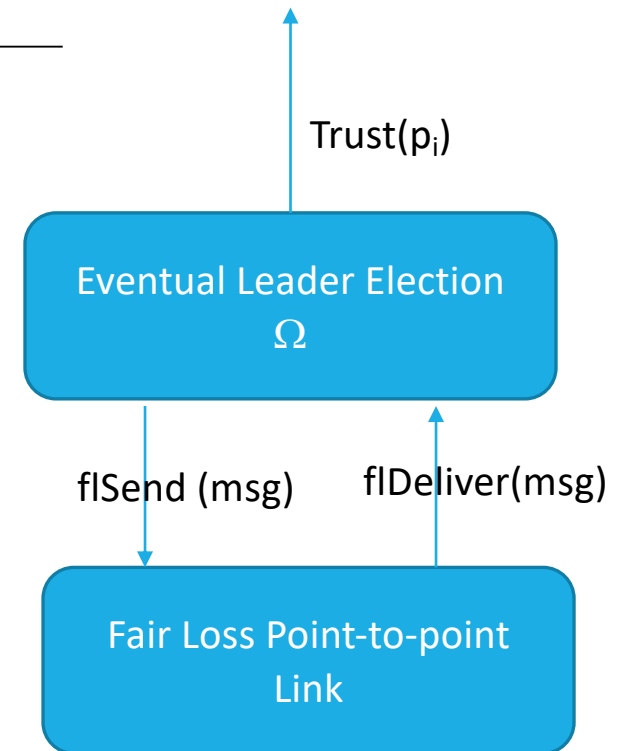 Trust(pᵢ)
Eventual Leader Election
Ω
flSend (msg)
flDeliver(msg)
Fair Loss Point-to-point
Link